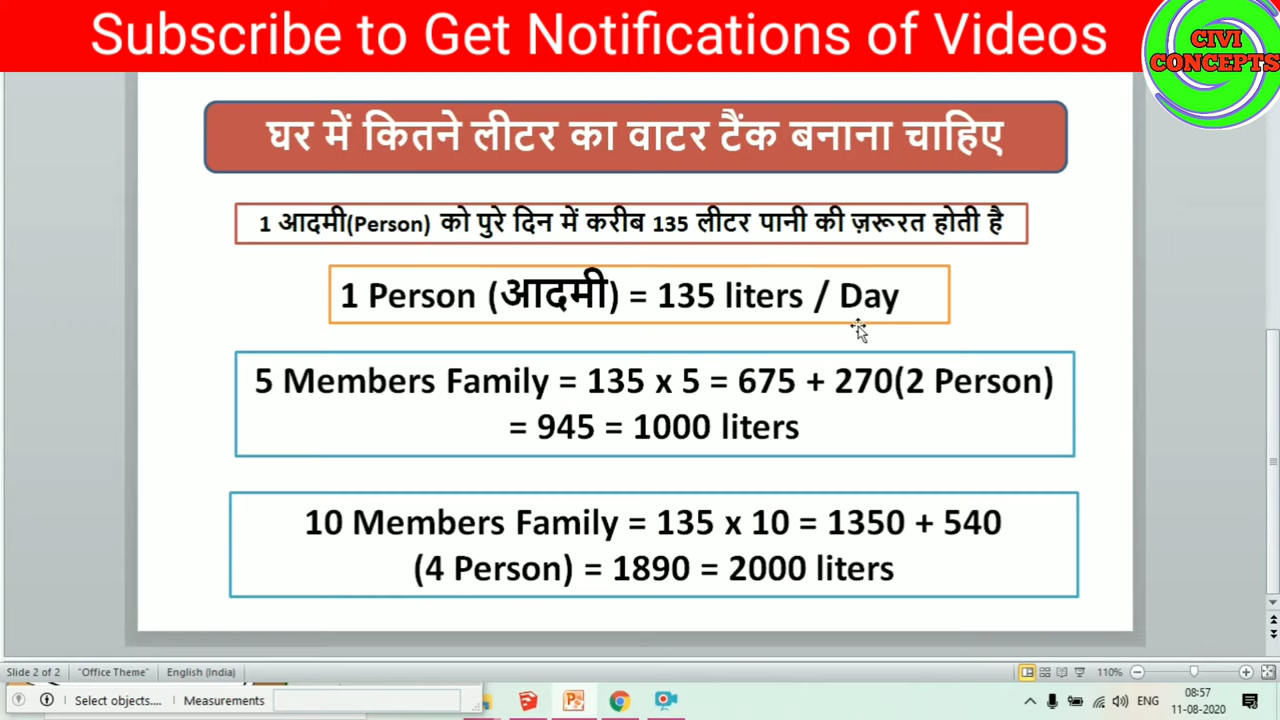 Subscribe to Get Notifications of Videos
CIVI
CONCEPTS
घर में कितने लीटर का वाटर टैंक बनाना चाहिए
1 आदमी(Person) को पुरे दिन में करीब 135 लीटर पानी की ज़रूरत होती है
1 Person (आदमी) = 135 liters / Day
5 Members Family = 135 x 5 = 675 + 270(2 Person)
= 945 = 1000 liters
10 Members Family = 135 x 10 = 1350 + 540
(4 Person) = 1890 = 2000 liters
Slide 2 of 2 "Office Theme" English (India) 110%
Select objects.... Measurements ENG 08:57
11-08-2020